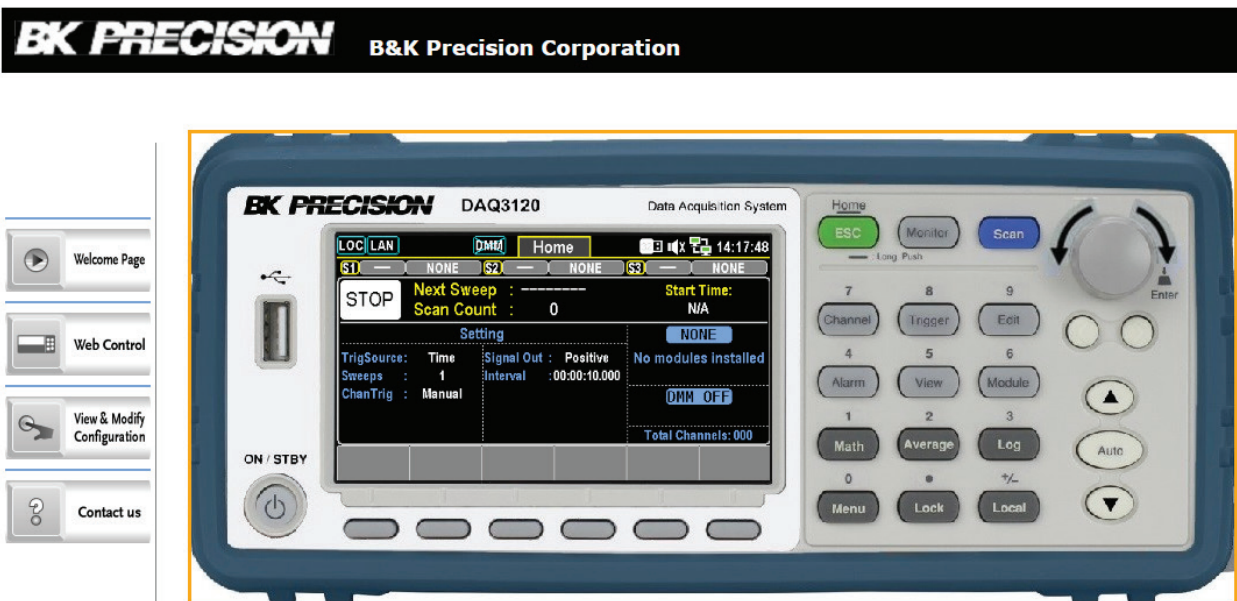 BK PRECISION B&K Precision Corporation
Welcome Page
Web Control
View & Modify
Configuration
Contact us
BK PRECISION DAQ3120 Data Acquisition System
LOC LAN DMM Home 14:17:48
S1 — NONE S2 — NONE S3 — NONE
STOP
Next Sweep : --------
Scan Count : 0
Start Time:
N/A
Setting
TrigSource: Time Signal Out : Positive
Sweeps : 1 Interval :00:00:10.000
ChanTrig : Manual
NONE
No modules installed
DMM OFF
Total Channels: 000
ON / STBY
Home
ESC Monitor Scan
: Long Push
Enter
7 8 9
Channel Trigger Edit
4 5 6
Alarm View Module
1 2 3
Math Average Log
Auto
0 • +/–
Menu Lock Local